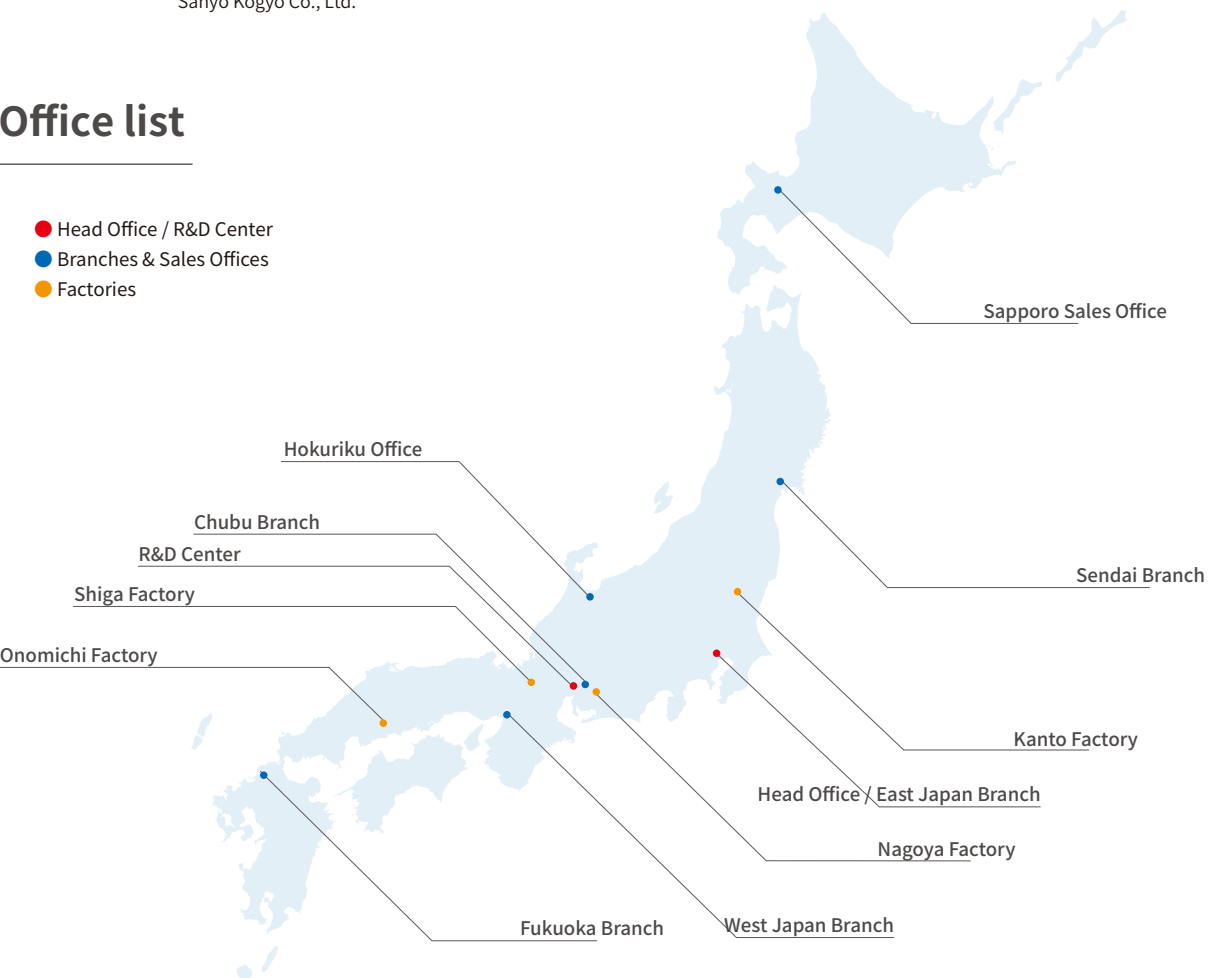 Sanyo Kogyo Co., Ltd.
Office list
Head Office / R&D Center
Branches & Sales Offices
Factories
Sapporo Sales Office
Hokuriku Office
Chubu Branch
R&D Center
Sendai Branch
Shiga Factory
Onomichi Factory
Kanto Factory
Head Office / East Japan Branch
Nagoya Factory
West Japan Branch
Fukuoka Branch